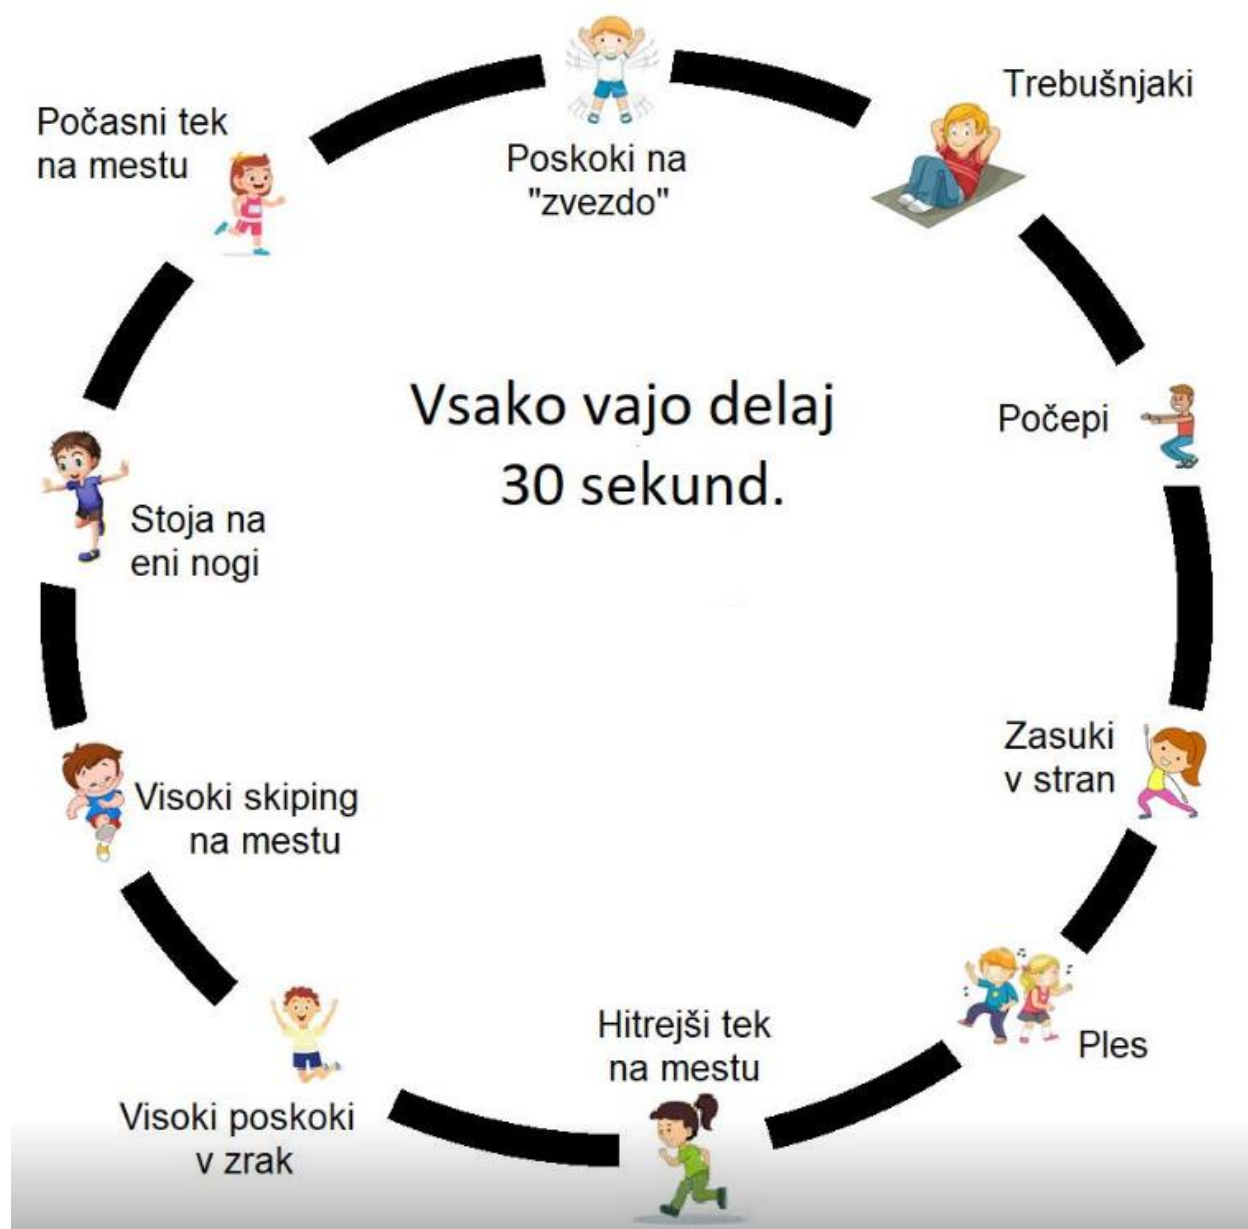 Poskoki na
"zvezdo"
Trebušnjaki
Počepi
Zasuki
v stran
Ples
Hitrejši tek
na mestu
Visoki poskoki
v zrak
Visoki skiping
na mestu
Stoja na
eni nogi
Počasni tek
na mestu
Vsako vajo delaj
30 sekund.